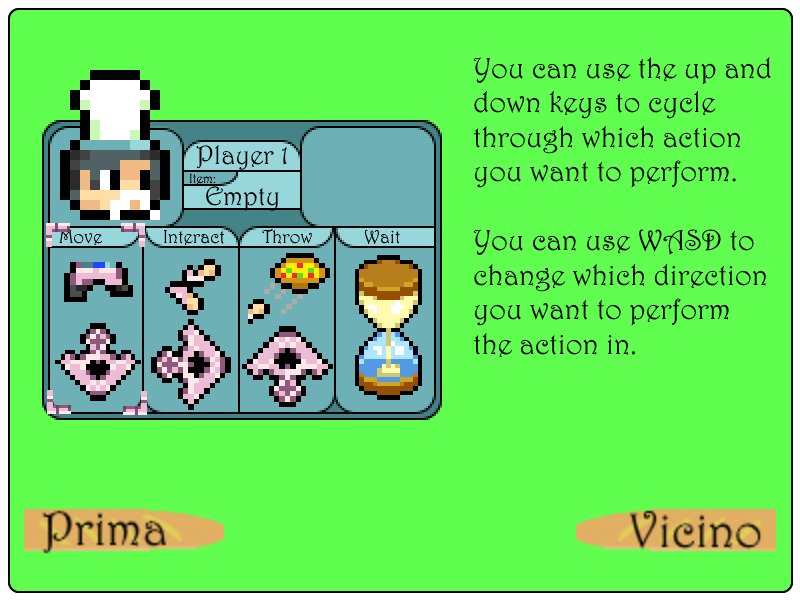 Player 1
Item:
Empty
Move
Interact
Throw
Wait
You can use the up and
down keys to cycle
through which action
you want to perform.
You can use WASD to
change which direction
you want to perform
the action in.
Prima
Vicino